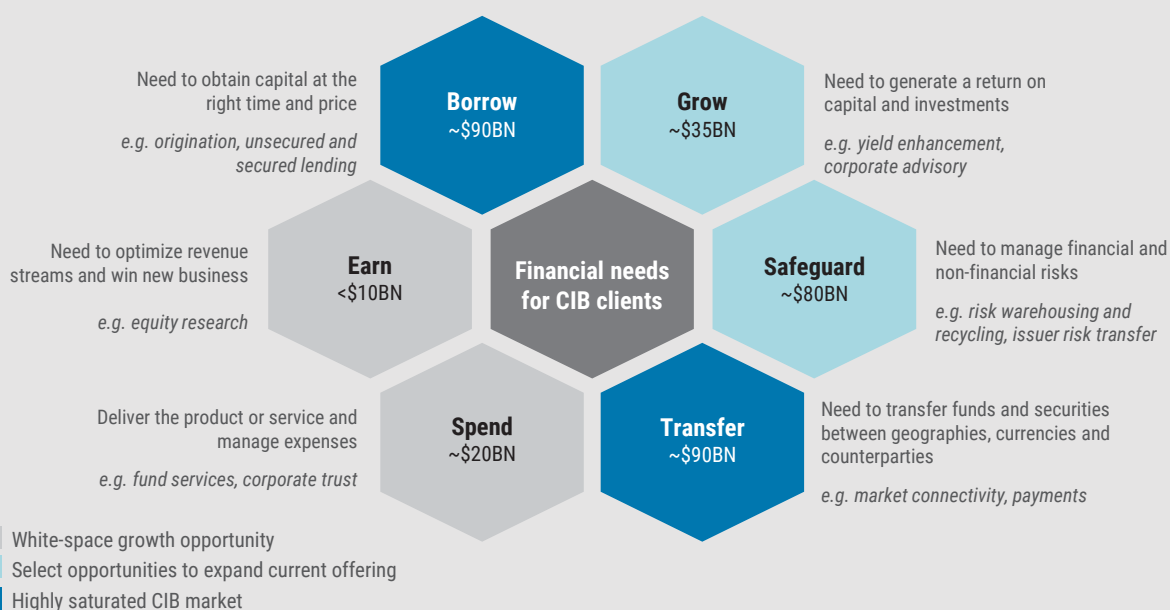 Need to obtain capital at the
right time and price
e.g. origination, unsecured and
secured lending
Borrow
~$90BN
Grow
~$35BN
Need to generate a return on
capital and investments
e.g. yield enhancement,
corporate advisory
Need to optimize revenue
streams and win new business
e.g. equity research
Earn
<$10BN
Financial needs
for CIB clients
Safeguard
~$80BN
Need to manage financial and
non-financial risks
e.g. risk warehousing and
recycling, issuer risk transfer
Deliver the product or service and
manage expenses
e.g. fund services, corporate trust
Spend
~$20BN
Transfer
~$90BN
Need to transfer funds and securities
between geographies, currencies and
counterparties
e.g. market connectivity, payments
White-space growth opportunity
Select opportunities to expand current offering
Highly saturated CIB market